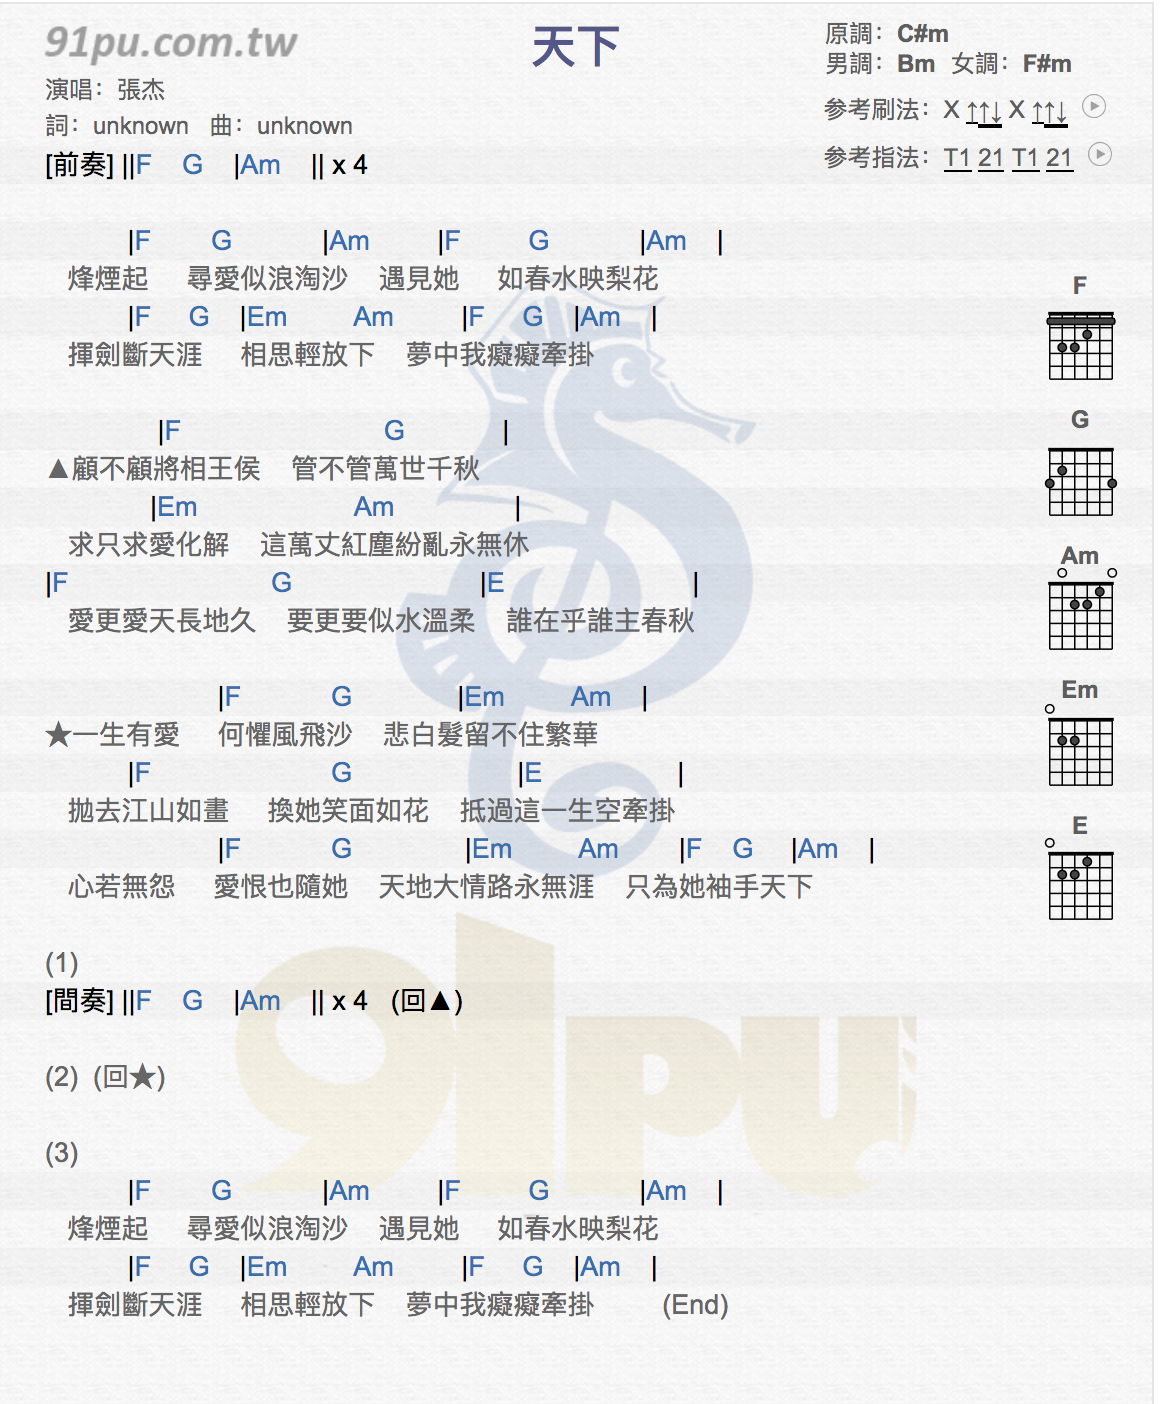 91pu.com.tw
天下
原調：C#m
男調：Bm 女調：F#m
演唱：張杰
参考刷法：X ↑↑↓ X ↑↑↓
詞：unknown 曲：unknown
参考指法：T1 21 T1 21
[前奏] ||F G |Am || x 4
|F G |Am |F G |Am |
烽煙起 尋愛似浪淘沙 遇見她 如春水映梨花
|F G |Em Am |F G |Am |
揮劍斷天涯 相思輕放下 夢中我癡癡牽掛
|F G |
▲顧不顧將相王侯 管不管萬世千秋
|Em Am |
求只求愛化解 這萬丈紅塵紛亂永無休
|F G |E |
愛更愛天長地久 要更要似水溫柔 誰在乎誰主春秋
|F G |Em Am |
★一生有愛 何懼風飛沙 悲白髮留不住繁華
|F G |E |
拋去江山如畫 換她笑面如花 抵過這一生空牽掛
|F G |Em Am |F G |Am |
心若無怨 愛恨也隨她 天地大情路永無涯 只為她袖手天下
(1)
[間奏] ||F G |Am || x 4 (回▲)
(2) (回★)
(3)
|F G |Am |F G |Am |
烽煙起 尋愛似浪淘沙 遇見她 如春水映梨花
|F G |Em Am |F G |Am |
揮劍斷天涯 相思輕放下 夢中我癡癡牽掛 (End)
F
G
Am
Em
E
91pu